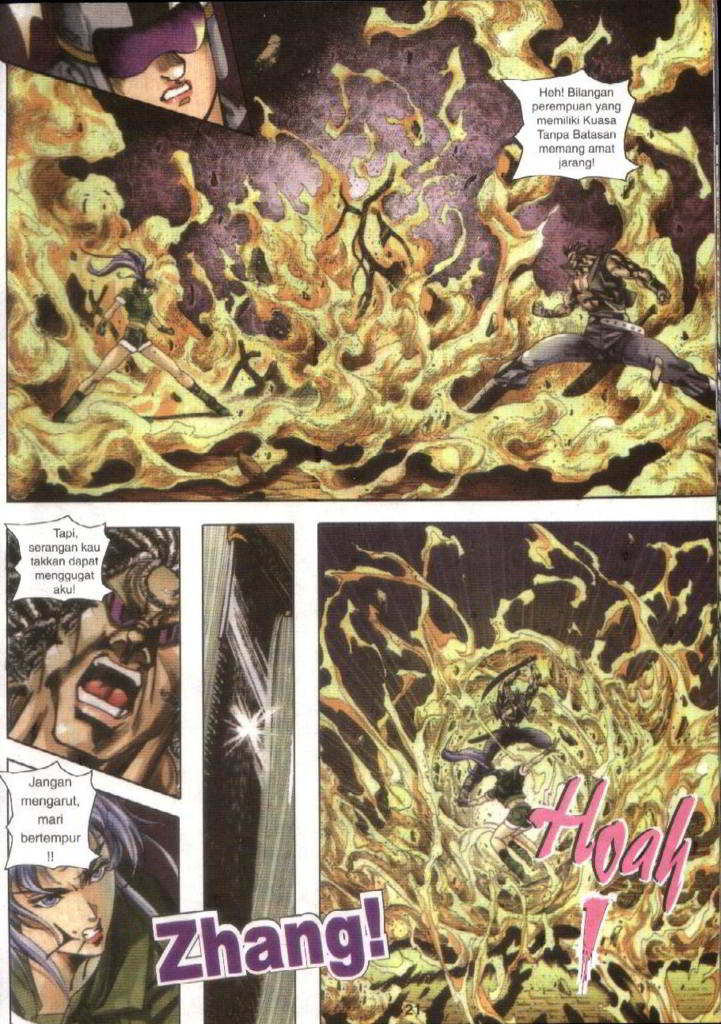 Heh! Bilangan
perempuan yang
memiliki Kuasa
Tanpa Batasan
memang amat
jarang!
Tapi,
serangan kau
takkan dapat
menggugat
aku!
Jangan
mengarut,
mari
bertempur
!!
Zhang!
Hoah
!
21